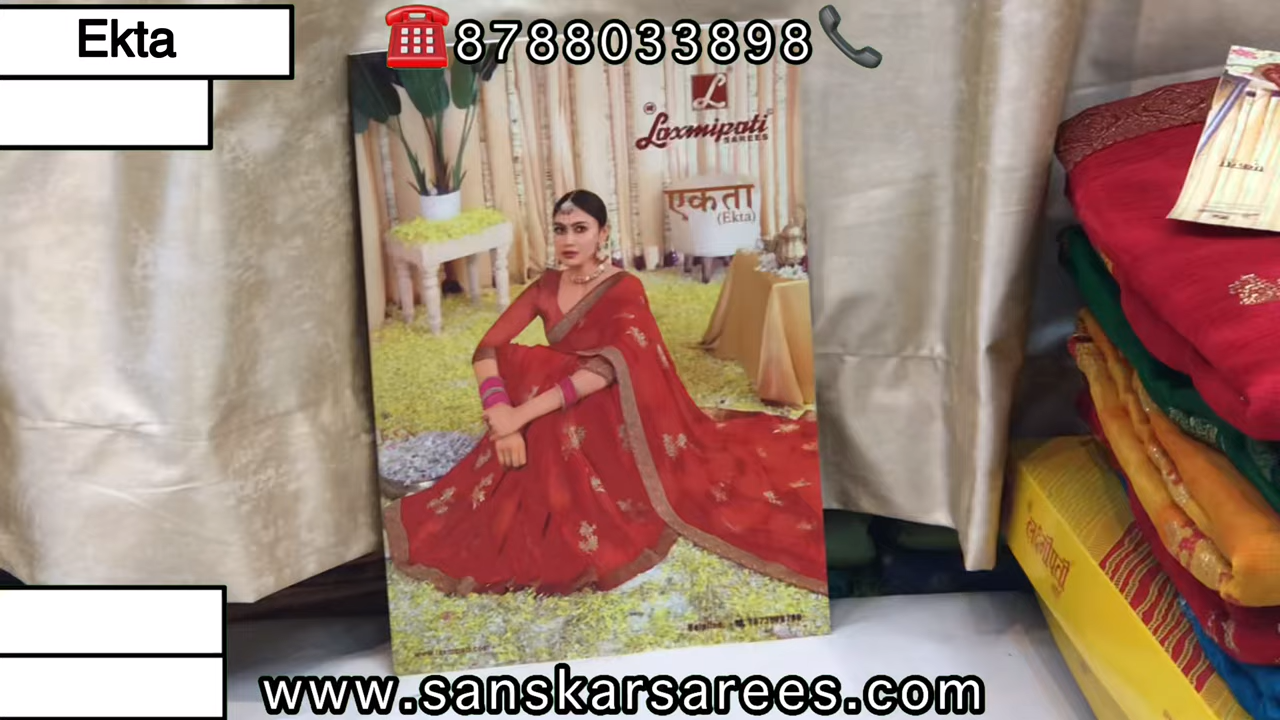 Ekta
☎8788033898📞
L
Laxmipati
SAREES
एकता
(Ekta)
www.sanskarsarees.com